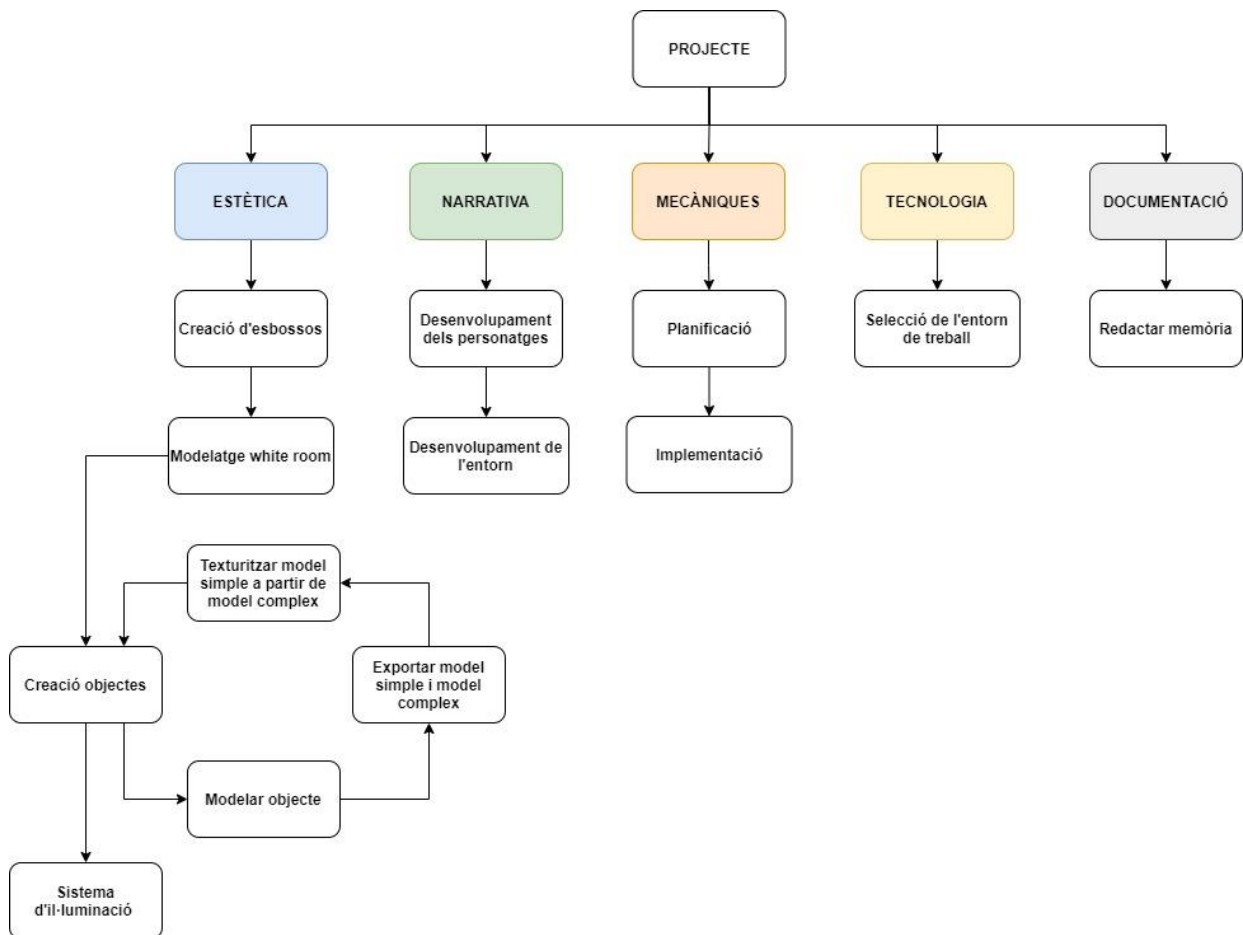 PROJECTE
ESTÈTICA
NARRATIVA
MECÀNIQUES
TECNOLOGIA
DOCUMENTACIÓ
Creació d'esbossos
Desenvolupament
dels personatges
Planificació
Selecció de l'entorn
de treball
Redactar memòria
Modelatge white room
Desenvolupament de
l'entorn
Implementació
Texturitzar model
simple a partir de
model complex
Creació objectes
Exportar model
simple i model
complex
Modelar objecte
Sistema
d'il·luminació